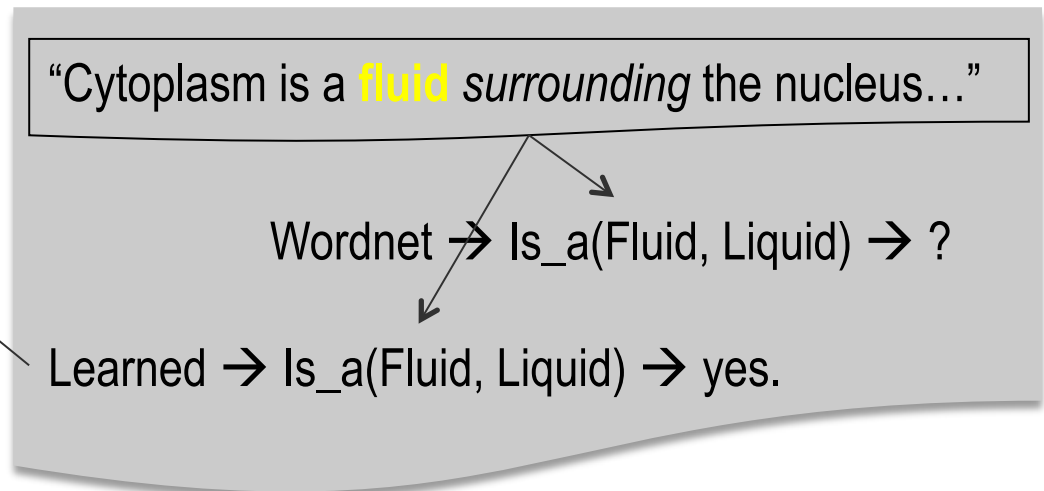 “Cytoplasm is a fluid surrounding the nucleus…”
Wordnet → Is_a(Fluid, Liquid) → ?
Learned → Is_a(Fluid, Liquid) → yes.